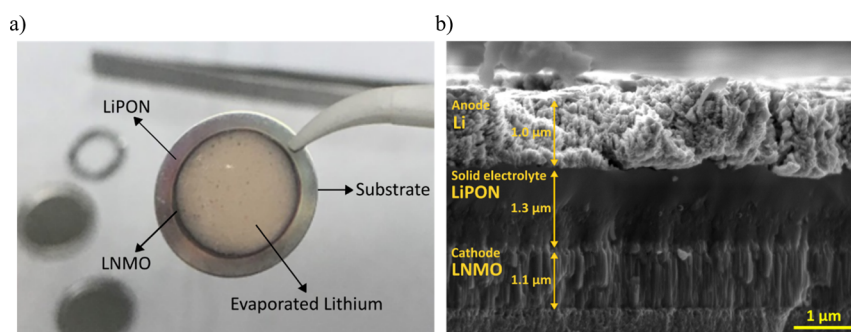 a)
b)
LiPON
Substrate
LNMO
Evaporated Lithium
Anode
Li
1.0 µm
Solid electrolyte
LiPON
1.3 µm
Cathode
LNMO
1.1 µm
1 µm